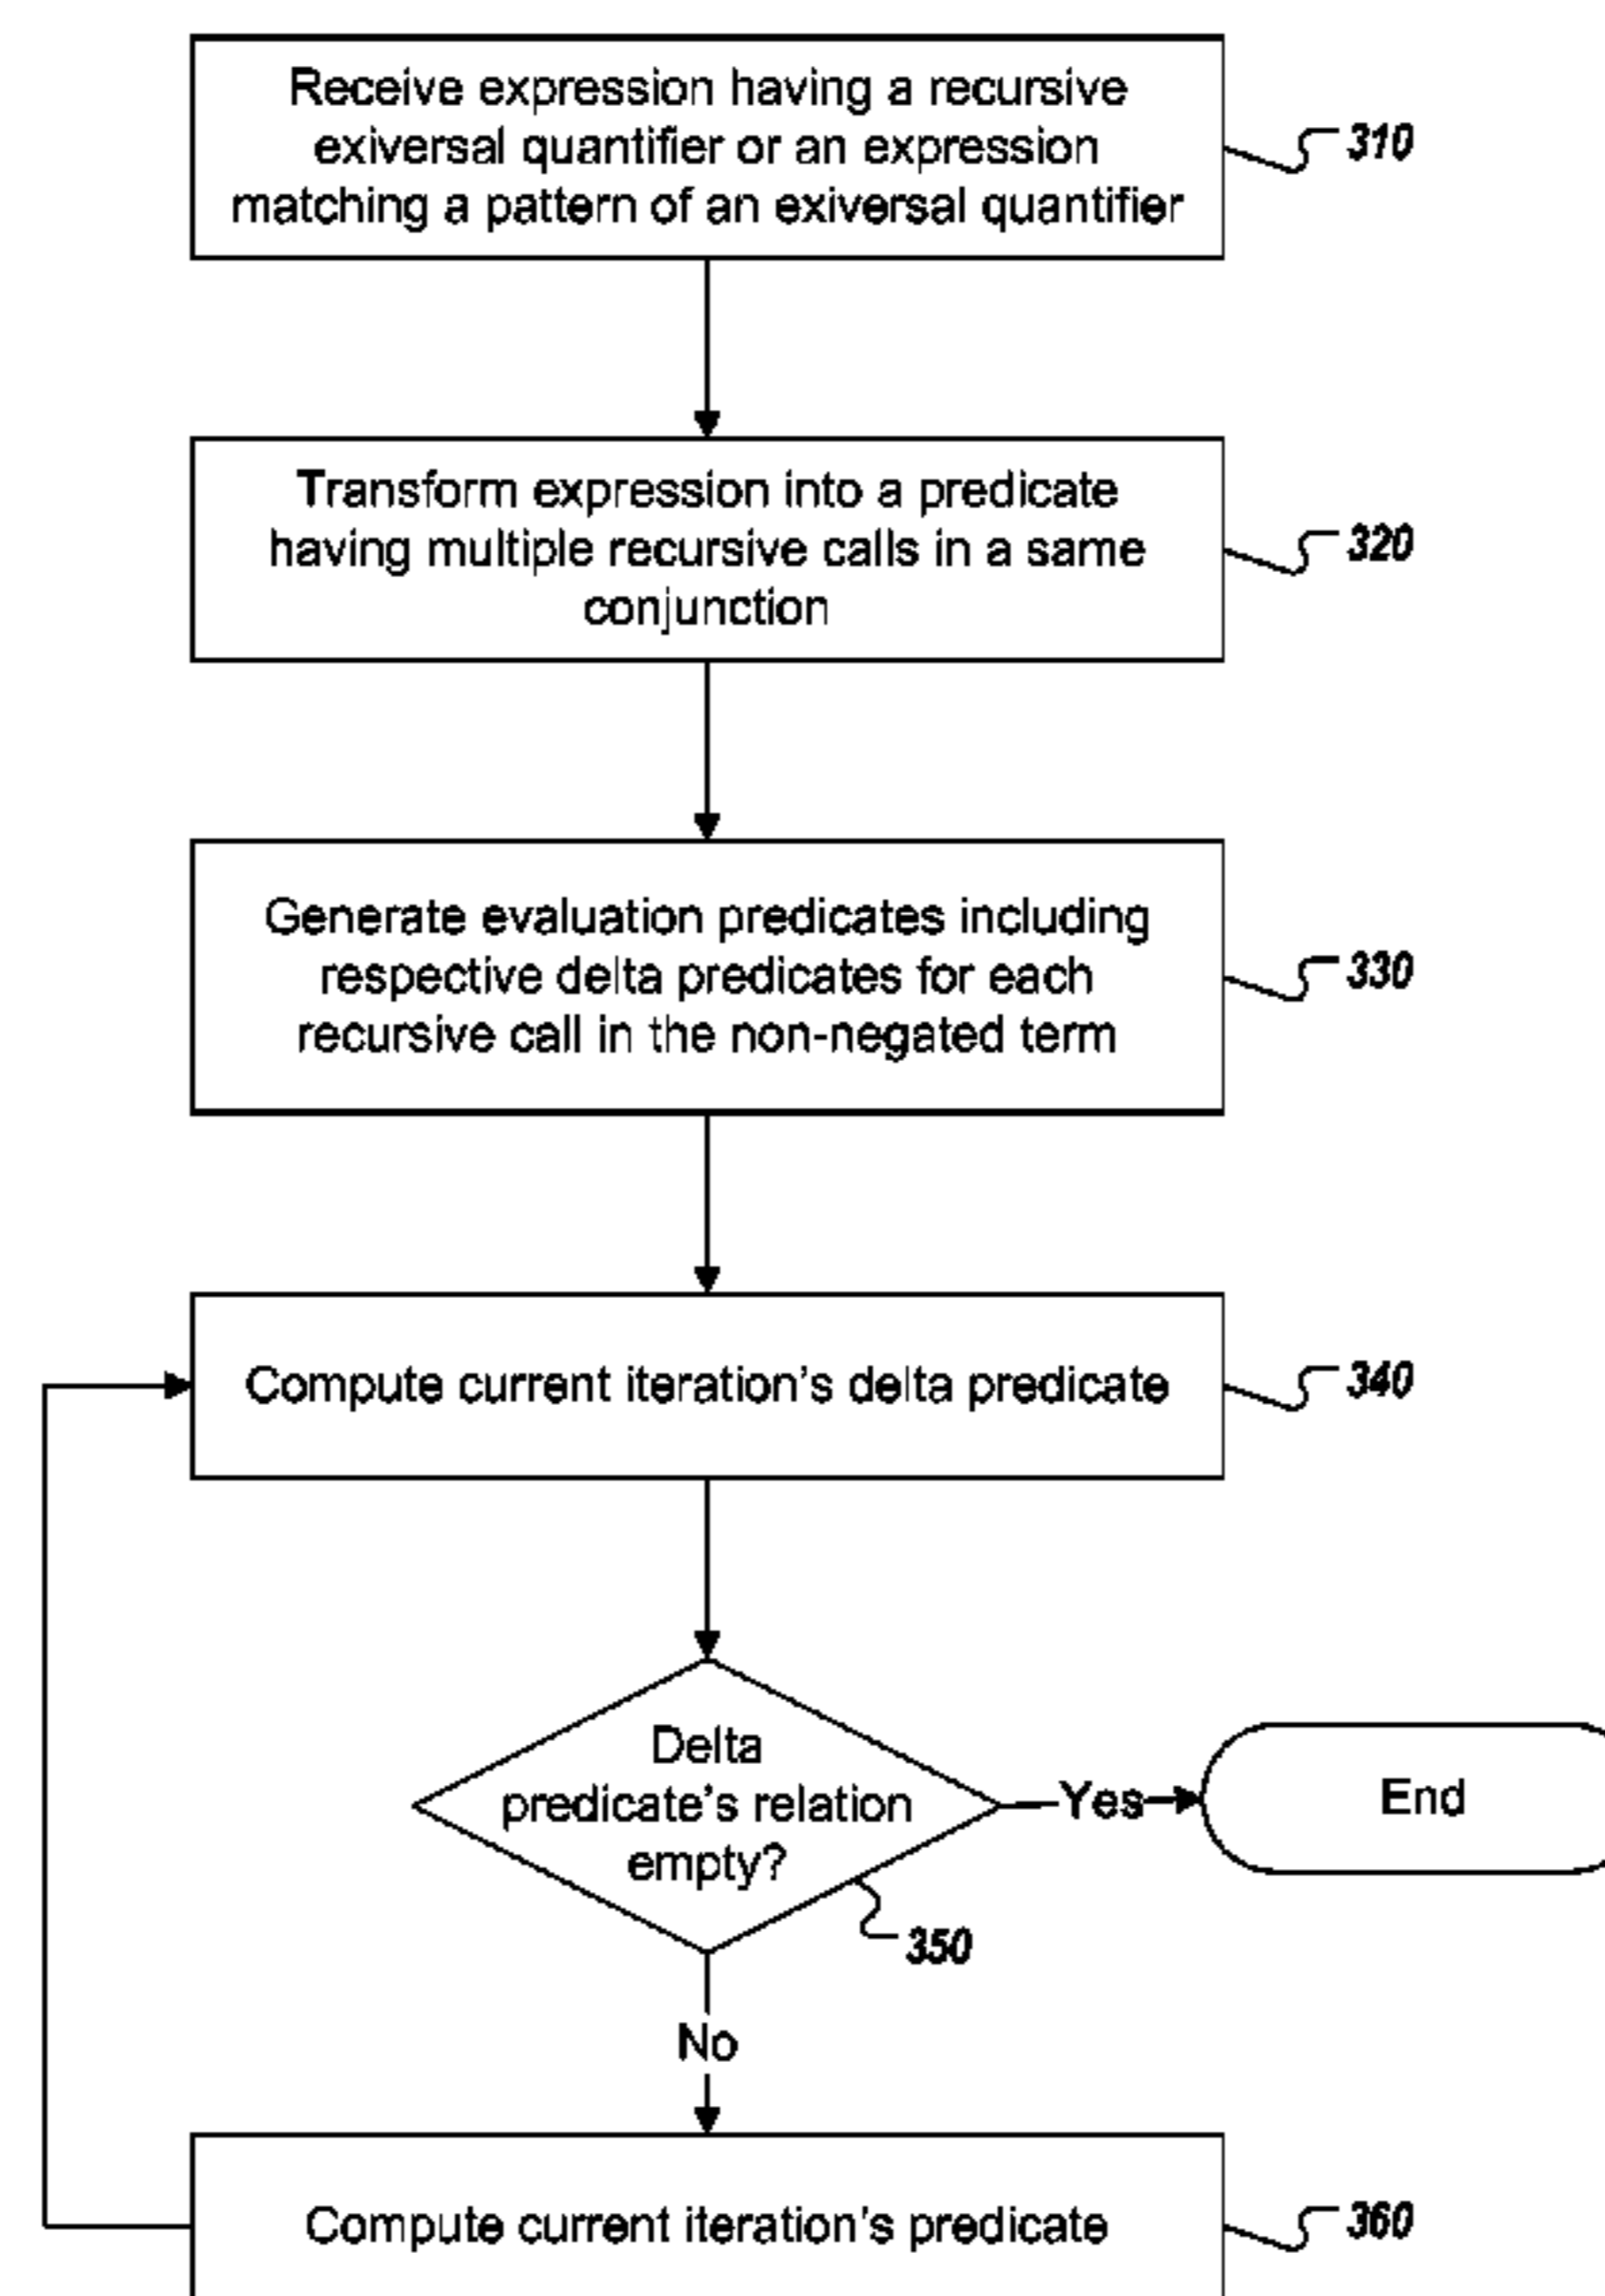 Receive expression having a recursive
exiversal quantifier or an expression
matching a pattern of an exiversal quantifier
310
Transform expression into a predicate
having multiple recursive calls in a same
conjunction
320
Generate evaluation predicates including
respective delta predicates for each
recursive call in the non-negated term
330
Compute current iteration's delta predicate
340
Delta
predicate's relation
empty?
Yes
End
350
No
Compute current iteration's predicate
360